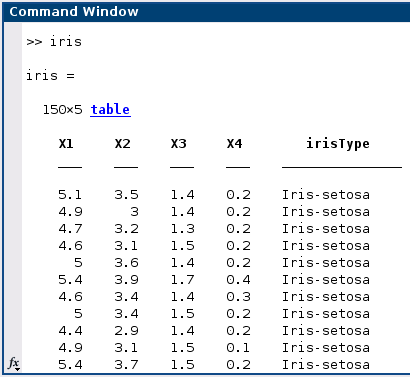 Command Window
>> iris
iris =
150×5 table
X1 X2 X3 X4 irisType
5.1 3.5 1.4 0.2 Iris-setosa
4.9 3 1.4 0.2 Iris-setosa
4.7 3.2 1.3 0.2 Iris-setosa
4.6 3.1 1.5 0.2 Iris-setosa
5 3.6 1.4 0.2 Iris-setosa
5.4 3.9 1.7 0.4 Iris-setosa
4.6 3.4 1.4 0.3 Iris-setosa
5 3.4 1.5 0.2 Iris-setosa
4.4 2.9 1.4 0.2 Iris-setosa
4.9 3.1 1.5 0.1 Iris-setosa
fx 5.4 3.7 1.5 0.2 Iris-setosa